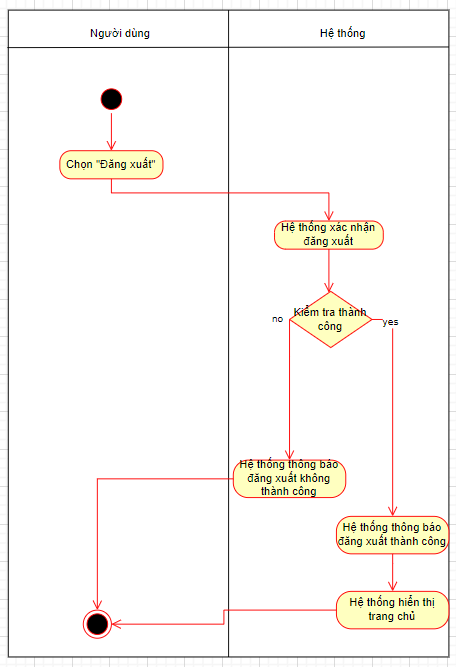 Người dùng
Hệ thống
Chọn "Đăng xuất"
Hệ thống xác nhận
đăng xuất
Kiểm tra thành
công
no
yes
Hệ thống thông báo
đăng xuất không
thành công
Hệ thống thông báo
đăng xuất thành công
Hệ thống hiển thị
trang chủ